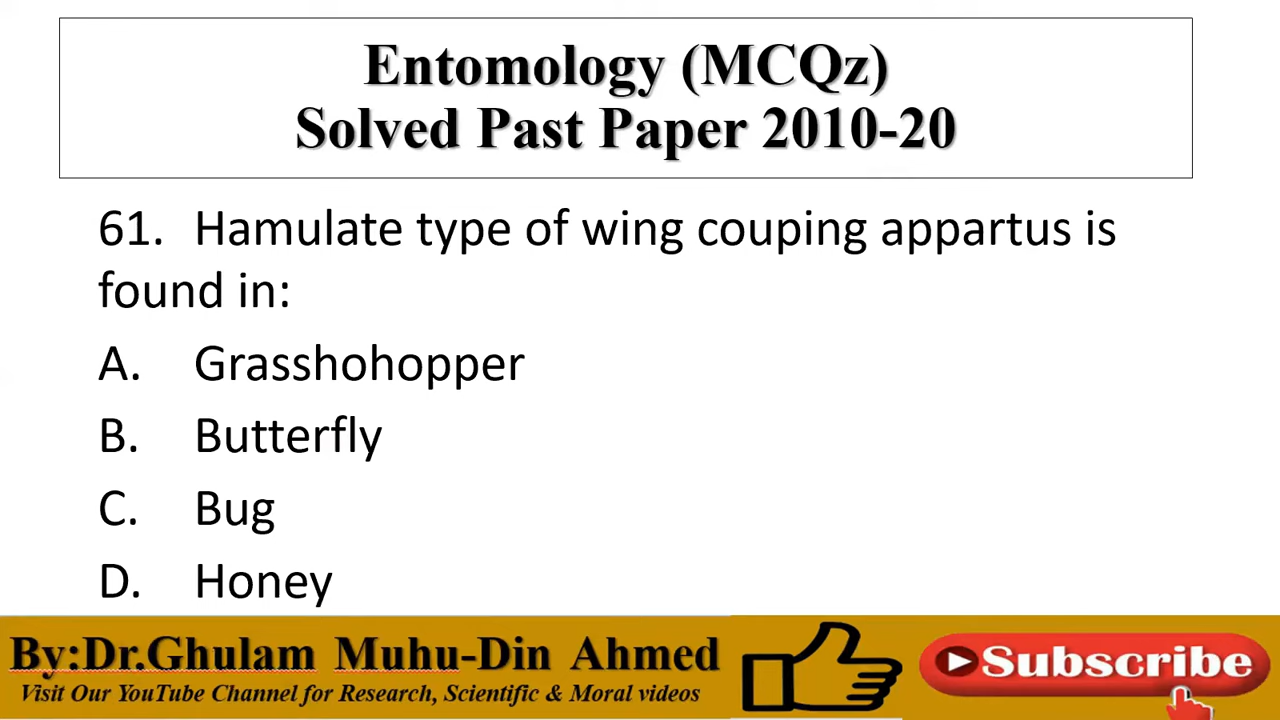 Entomology (MCQz)
Solved Past Paper 2010-20
61. Hamulate type of wing couping appartus is
found in:
A. Grasshohopper
B. Butterfly
C. Bug
D. Honey
By:Dr.Ghulam Muhu-Din Ahmed
Visit Our YouTube Channel for Research, Scientific & Moral videos
Subscribe